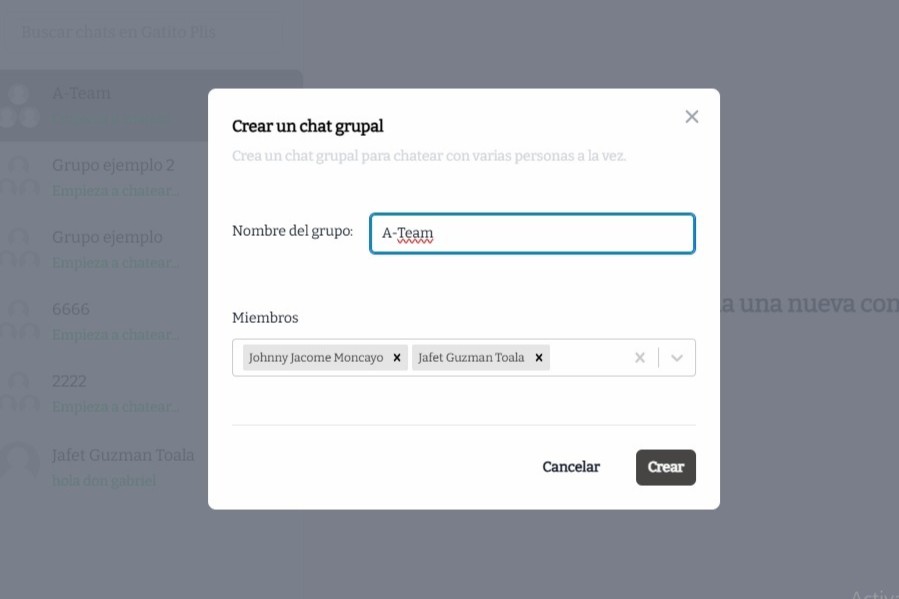 Buscar chats en Gatito Plis
A-Team
Grupo ejemplo 2
Empieza a chatear...
Grupo ejemplo
Empieza a chatear...
6666
Empieza a chatear...
2222
Empieza a chatear...
Jafet Guzman Toala
hola don gabriel
Crear un chat grupal
Crea un chat grupal para chatear con varias personas a la vez.
Nombre del grupo:
A-Team
Miembros
Johnny Jacome Moncayo
Jafet Guzman Toala
Cancelar
Crear
a una nueva con